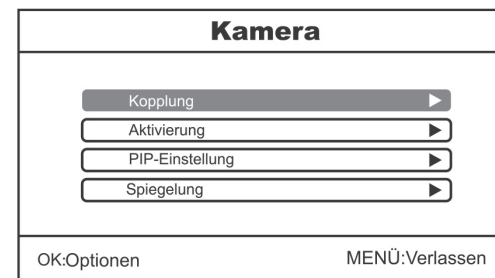 Kamera
Kopplung
Aktivierung
PIP-Einstellung
Spiegelung
OK:Optionen MENÜ:Verlassen